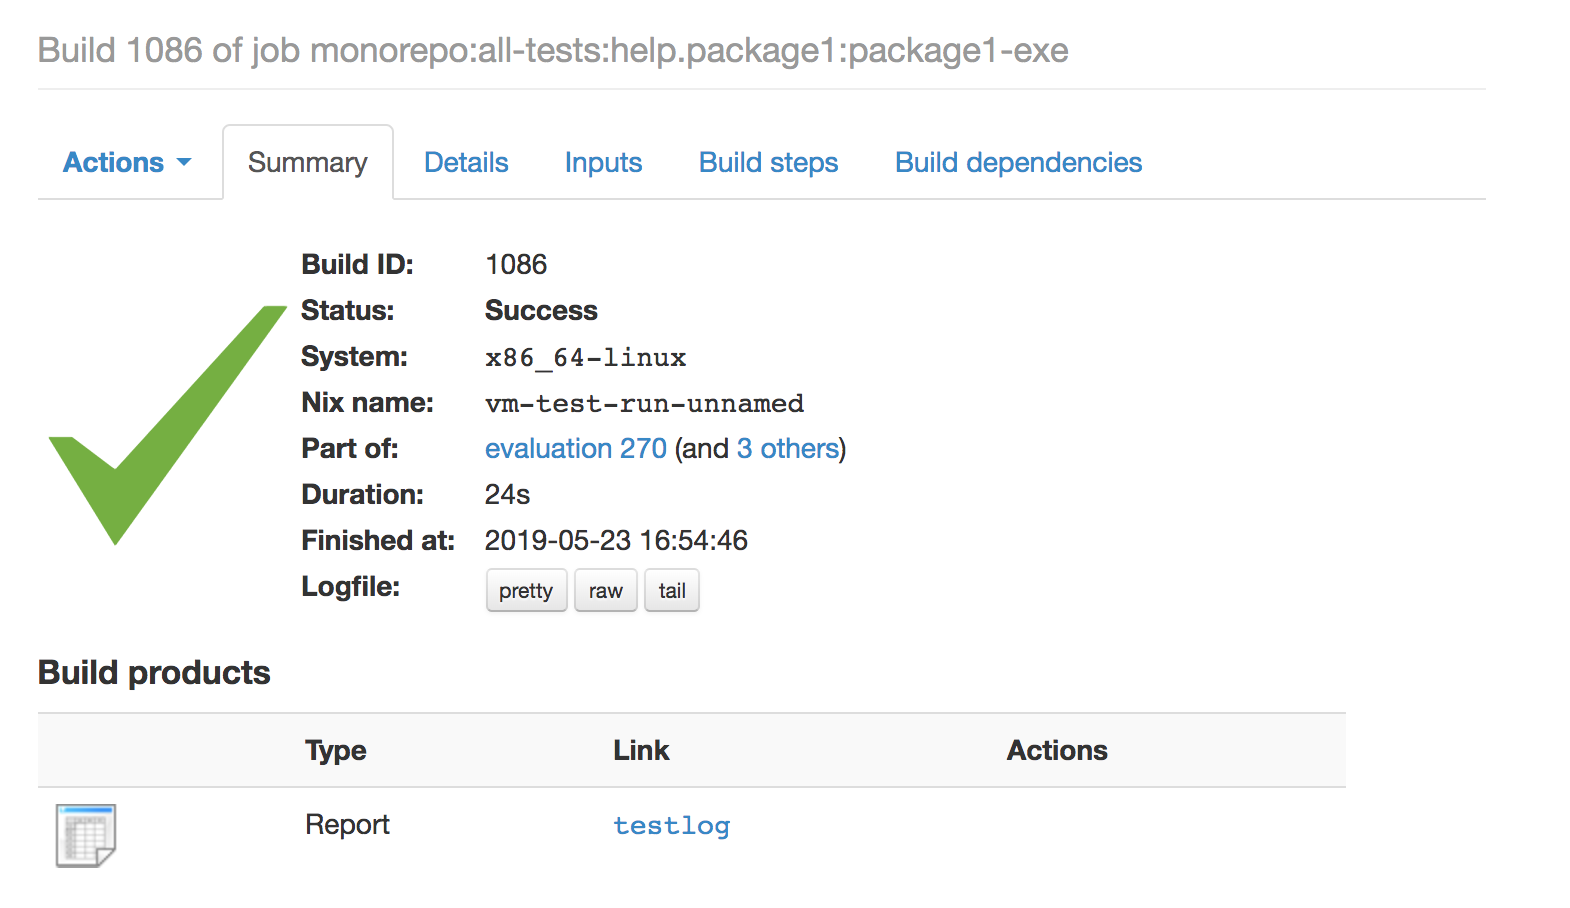 Build 1086 of job monorepo:all-tests:help.package1:package1-exe
Actions Summary Details Inputs Build steps Build dependencies
Build ID: 1086
Status: Success
System: x86_64-linux
Nix name: vm-test-run-unnamed
Part of: evaluation 270 (and 3 others)
Duration: 24s
Finished at: 2019-05-23 16:54:46
Logfile: pretty raw tail
Build products
Type Link Actions
Report testlog